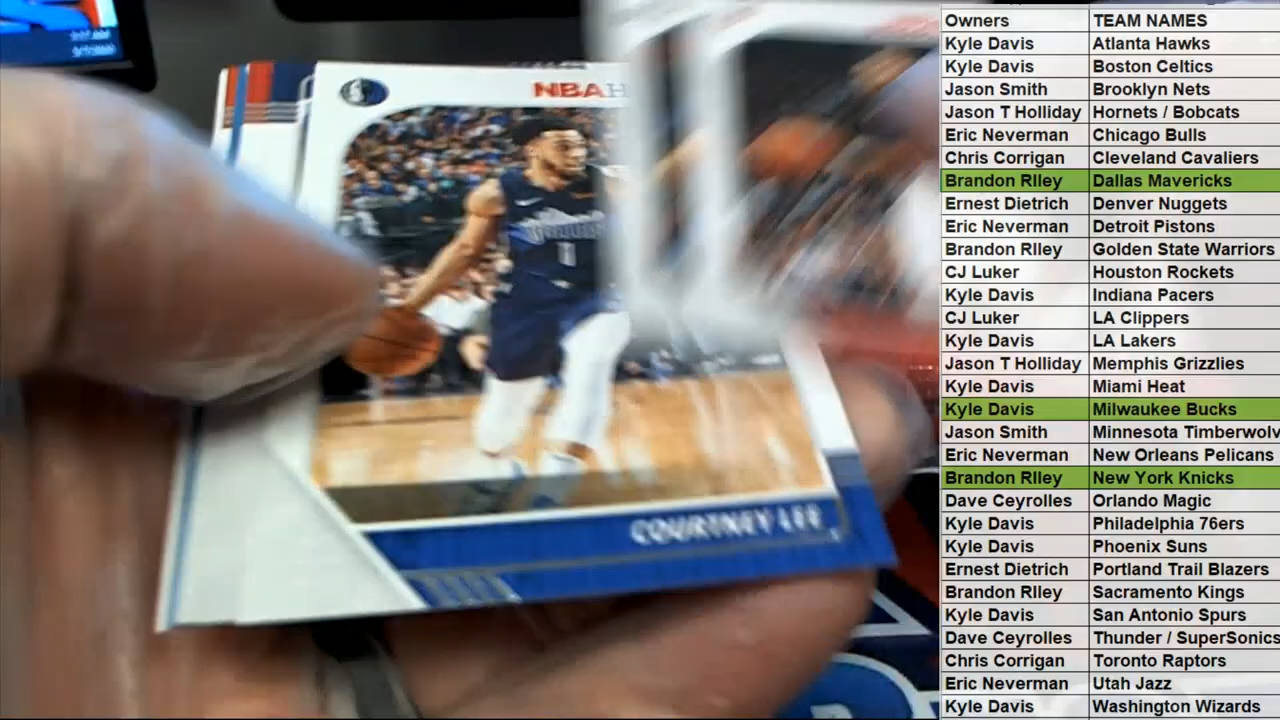 NBAH
1
COURTNEY LEE
Owners TEAM NAMES
Kyle Davis Atlanta Hawks
Kyle Davis Boston Celtics
Jason Smith Brooklyn Nets
Jason T Holliday Hornets / Bobcats
Eric Neverman Chicago Bulls
Chris Corrigan Cleveland Cavaliers
Brandon RIley Dallas Mavericks
Ernest Dietrich Denver Nuggets
Eric Neverman Detroit Pistons
Brandon RIley Golden State Warriors
CJ Luker Houston Rockets
Kyle Davis Indiana Pacers
CJ Luker LA Clippers
Kyle Davis LA Lakers
Jason T Holliday Memphis Grizzlies
Kyle Davis Miami Heat
Kyle Davis Milwaukee Bucks
Jason Smith Minnesota Timberwolv
Eric Neverman New Orleans Pelicans
Brandon RIley New York Knicks
Dave Ceyrolles Orlando Magic
Kyle Davis Philadelphia 76ers
Kyle Davis Phoenix Suns
Ernest Dietrich Portland Trail Blazers
Brandon RIley Sacramento Kings
Kyle Davis San Antonio Spurs
Dave Ceyrolles Thunder / SuperSonics
Chris Corrigan Toronto Raptors
Eric Neverman Utah Jazz
Kyle Davis Washington Wizards